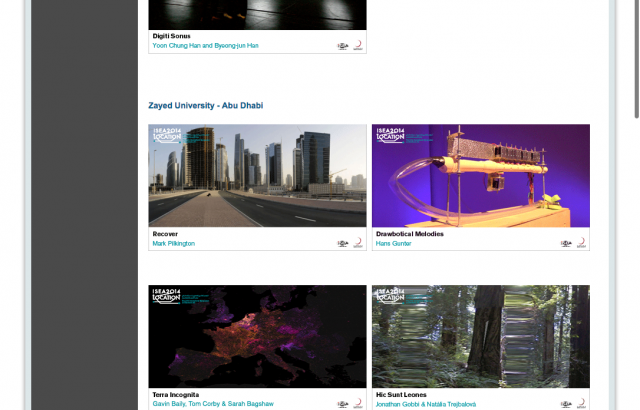 Digiti Sonus
Yoon Chung Han and Byeong-jun Han
Zayed University - Abu Dhabi
ISEA2014
LOCATION
ISEA2014
LOCATION
Recover
Mark Pilkington
Drawbotical Melodies
Hans Gunter
ISEA2014
LOCATION
ISEA2014
LOCATION
Terra Incognita
Gavin Baily, Tom Corby & Sarah Bagshaw
Hic Sunt Leones
Jonathan Gobbi & Natália Trejbalová